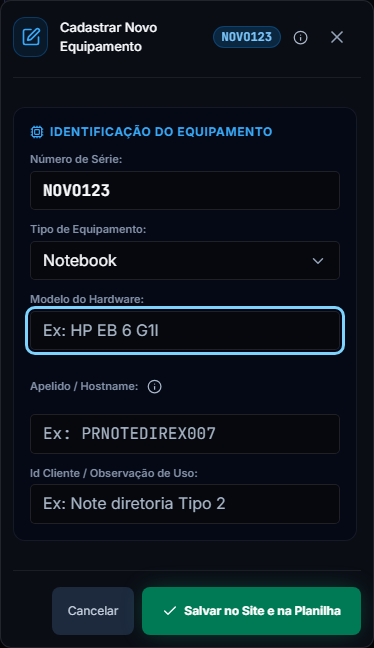 Cadastrar Novo
Equipamento
NOVO123
IDENTIFICAÇÃO DO EQUIPAMENTO
Número de Série:
NOVO123
Tipo de Equipamento:
Notebook
Modelo do Hardware:
Ex: HP EB 6 G1I
Apelido / Hostname:
Ex: PRNOTEDIREX007
Id Cliente / Observação de Uso:
Ex: Note diretoria Tipo 2
Cancelar
Salvar no Site e na Planilha